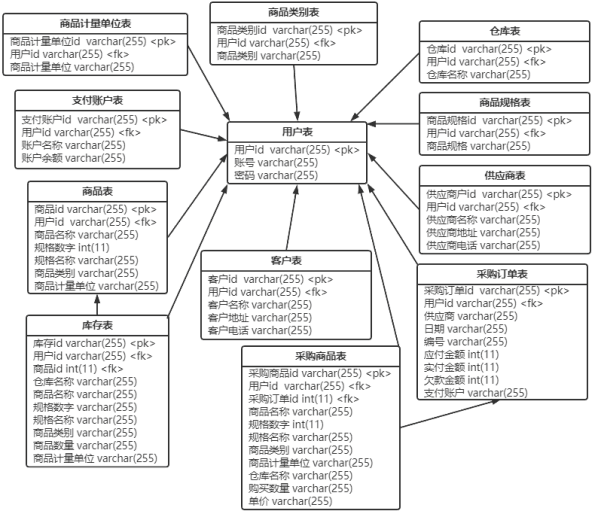 商品计量单位表
商品计量单位id varchar(255) <pk>
用户id varchar(255) <fk>
商品计量单位 varchar(255)
商品类别表
商品类别id varchar(255) <pk>
用户id varchar(255) <fk>
商品类别 varchar(255)
仓库表
仓库id varchar(255) <pk>
用户id varchar(255) <fk>
仓库名称 varchar(255)
支付账户表
支付账户id varchar(255) <pk>
用户id varchar(255) <fk>
账户名称 varchar(255)
账户余额 varchar(255)
用户表
用户id varchar(255) <pk>
账号 varchar(255)
密码 varchar(255)
商品规格表
商品规格id varchar(255) <pk>
用户id varchar(255) <fk>
商品规格 varchar(255)
商品表
商品id varchar(255) <pk>
用户id varchar(255) <fk>
商品名称 varchar(255)
规格数字 int(11)
规格名称 varchar(255)
商品类别 varchar(255)
商品计量单位 varchar(255)
供应商表
供应商户id varchar(255) <pk>
用户id varchar(255) <fk>
供应商名称 varchar(255)
供应商地址 varchar(255)
供应商电话 varchar(255)
客户表
客户id varchar(255) <pk>
用户id varchar(255) <fk>
客户名称 varchar(255)
客户地址 varchar(255)
客户电话 varchar(255)
采购订单表
采购订单id varchar(255) <pk>
用户id varchar(255) <fk>
供应商 varchar(255)
日期 varchar(255)
编号 varchar(255)
应付金额 int(11)
实付金额 int(11)
欠款金额 int(11)
支付账户 varchar(255)
库存表
库存id varchar(255) <pk>
用户id varchar(255) <fk>
商品id int(11) <fk>
仓库名称 varchar(255)
商品名称 varchar(255)
规格数字 varchar(255)
规格名称 varchar(255)
商品类别 varchar(255)
商品数量 varchar(255)
商品计量单位 varchar(255)
采购商品表
采购商品id varchar(255) <pk>
用户id varchar(255) <fk>
采购订单id int(11) <fk>
商品名称 varchar(255)
规格数字 int(11)
规格名称 varchar(255)
商品类别 varchar(255)
商品计量单位 varchar(255)
仓库名称 varchar(255)
购买数量 varchar(255)
单价 varchar(255)